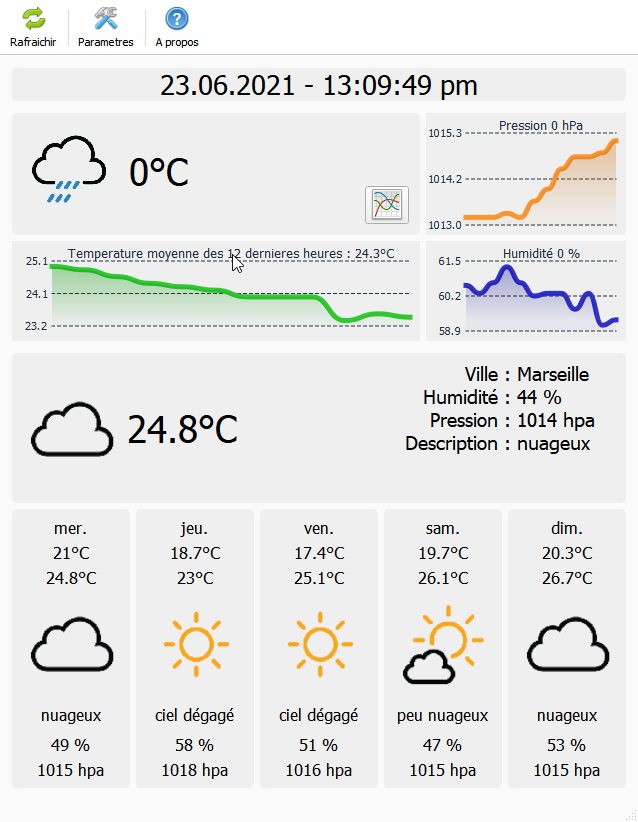 Rafraichir Parametres A propos
23.06.2021 - 13:09:49 pm
0°C
Pression 0 hPa
1015.3
1014.2
1013.0
Temperature moyenne des 12 dernieres heures : 24.3°C
25.1
24.1
23.2
Humidité 0 %
61.5
60.2
58.9
24.8°C
Ville : Marseille
Humidité : 44 %
Pression : 1014 hpa
Description : nuageux
mer.
21°C
24.8°C
nuageux
49 %
1015 hpa
jeu.
18.7°C
23°C
ciel dégagé
58 %
1018 hpa
ven.
17.4°C
25.1°C
ciel dégagé
51 %
1016 hpa
sam.
19.7°C
26.1°C
peu nuageux
47 %
1015 hpa
dim.
20.3°C
26.7°C
nuageux
53 %
1015 hpa